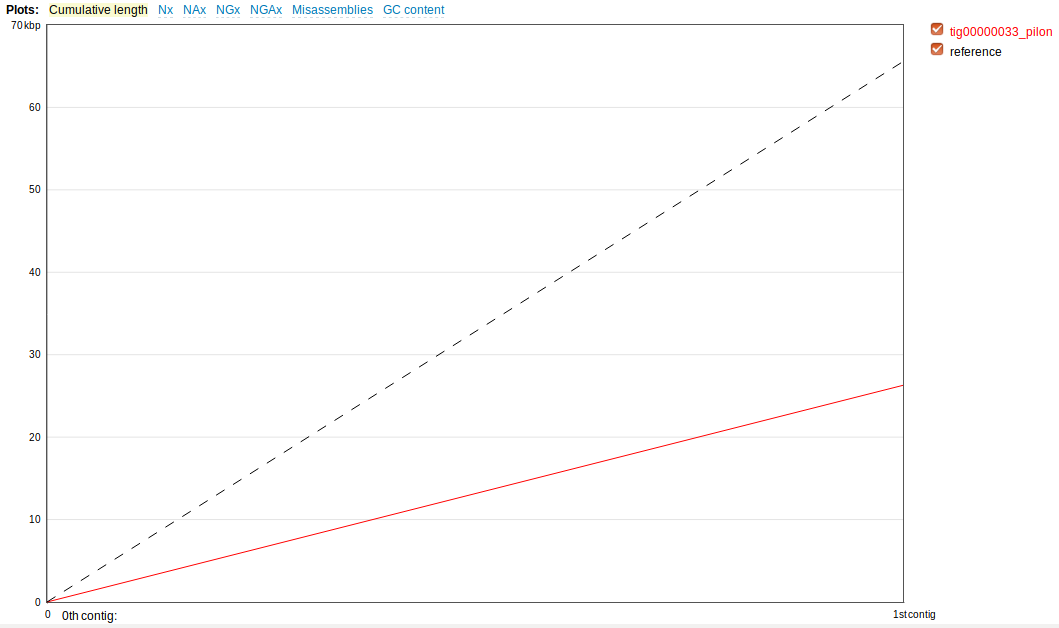 Plots: Cumulative length Nx NAx NGx NGAx Misassemblies GC content
70 kbp
tig00000033_pilon
reference
60
50
40
30
20
10
0
0 0th contig: 1st contig